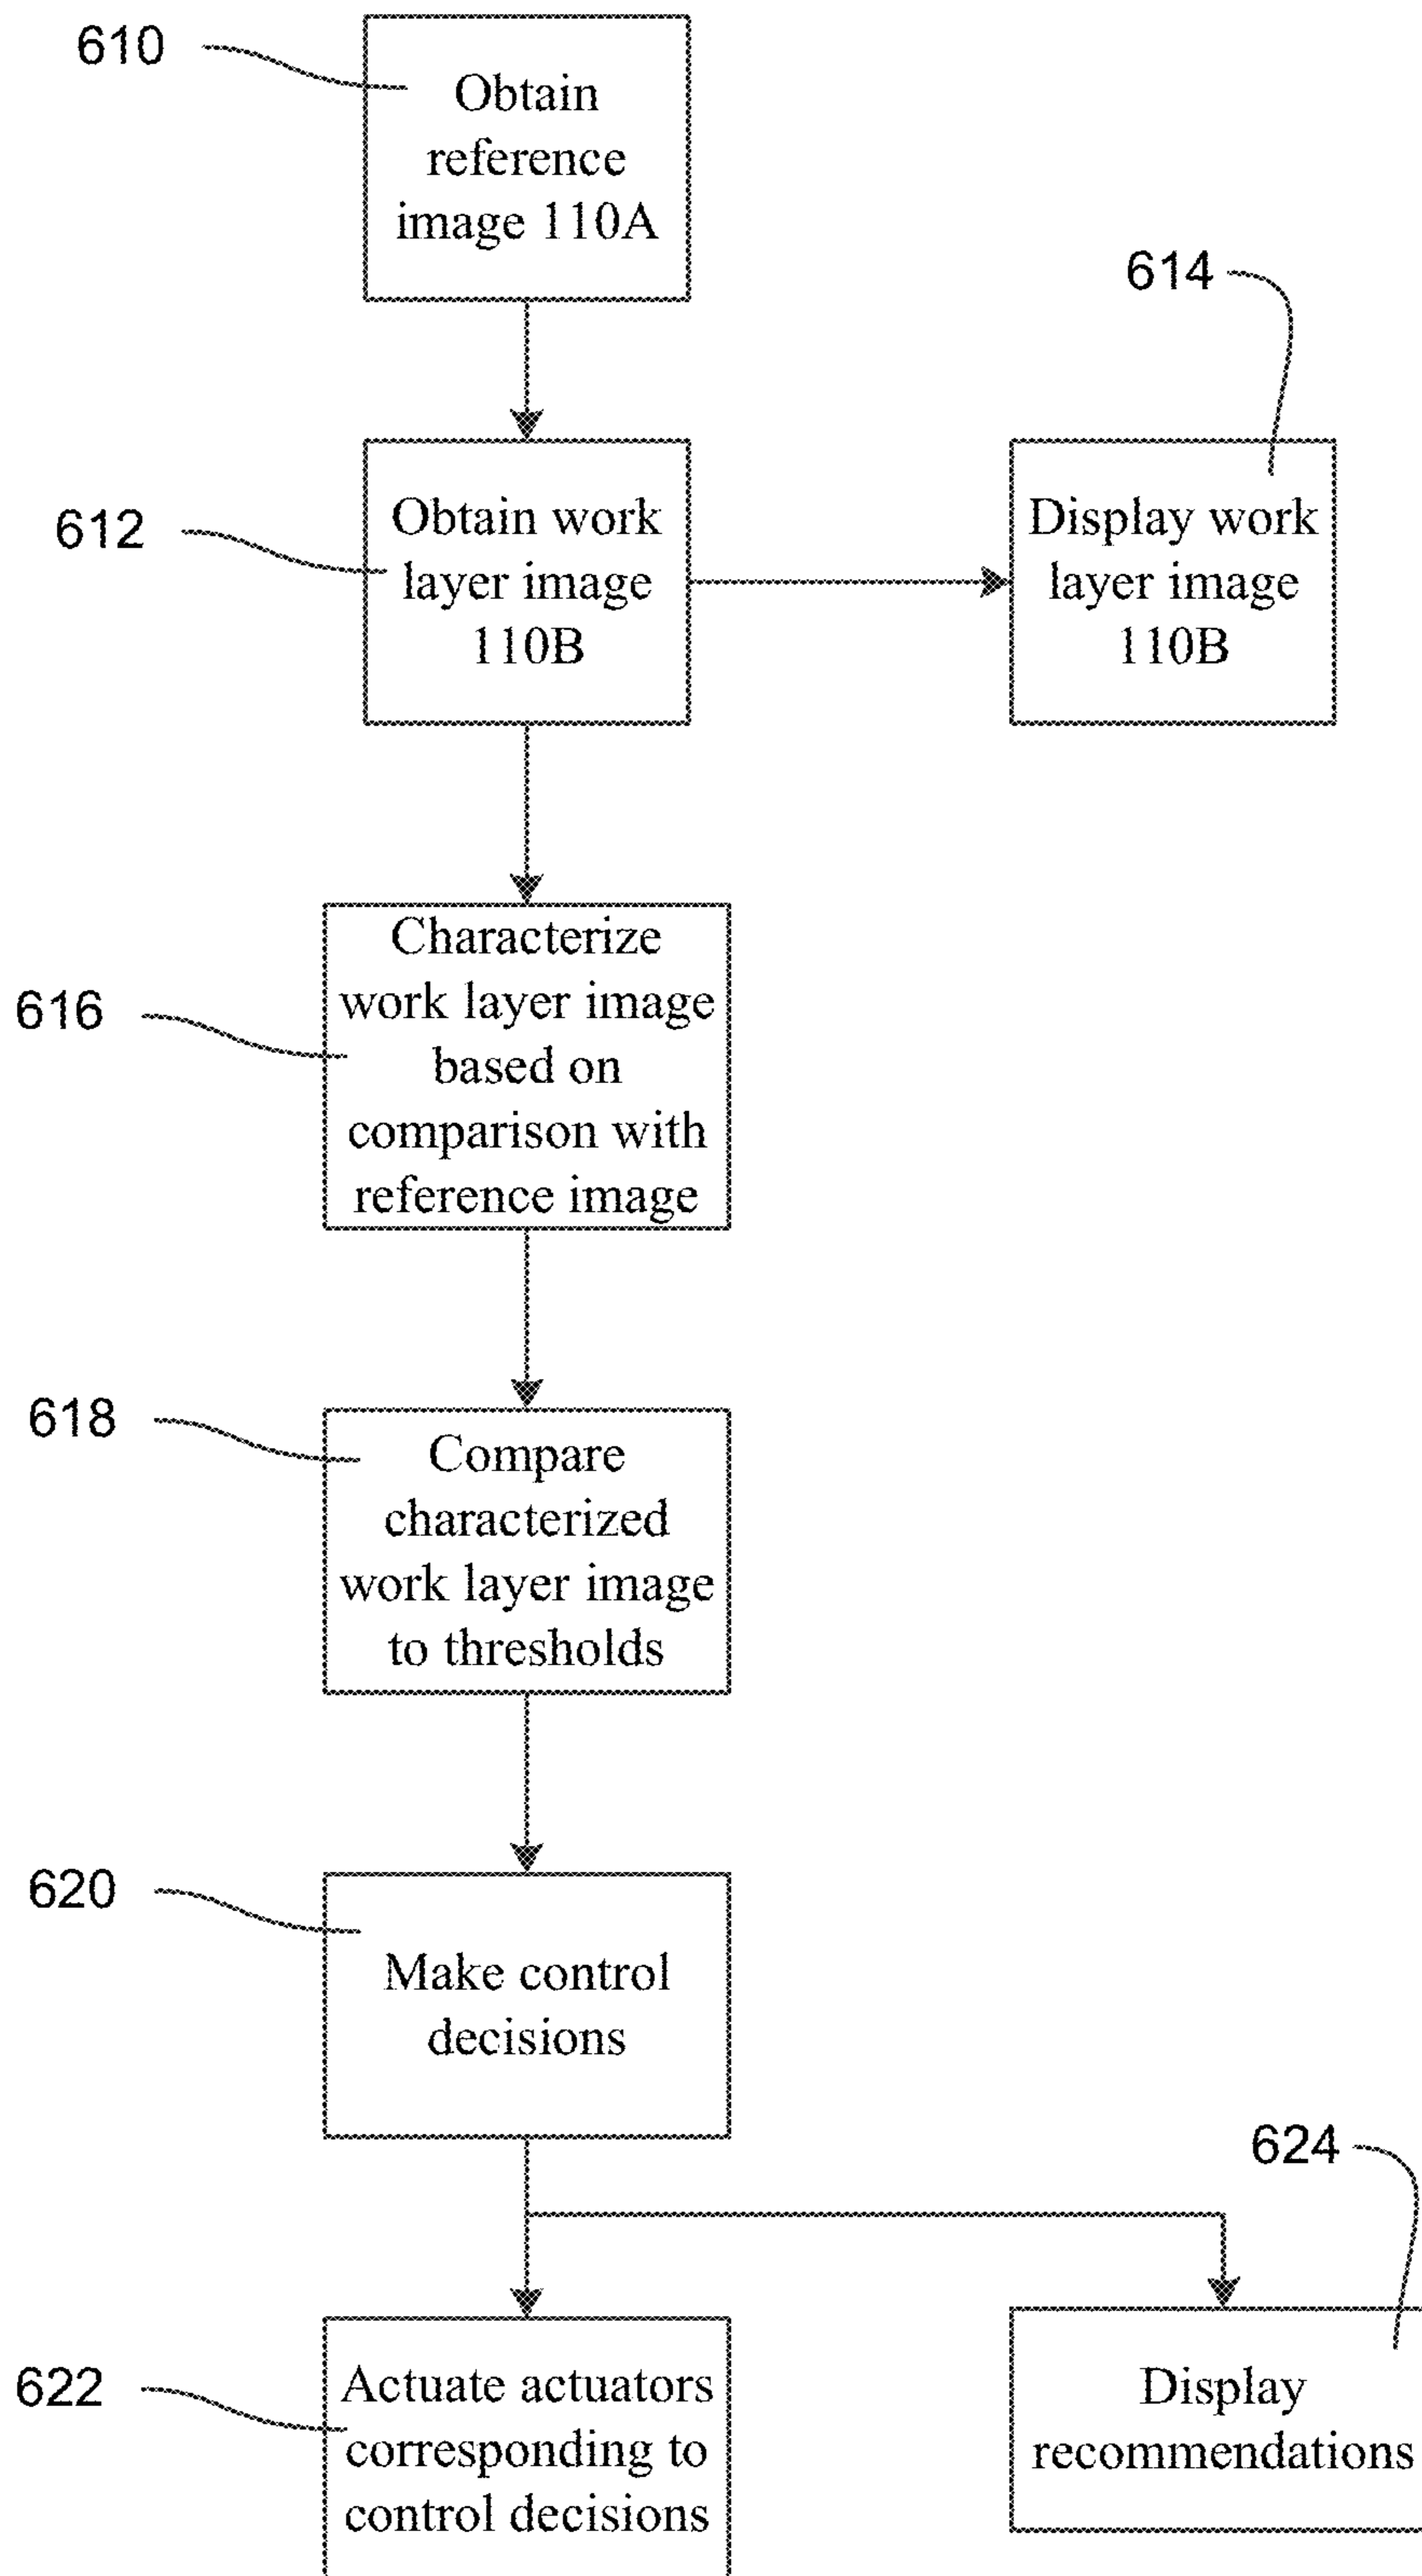 610
Obtain
reference
image 110A
614
612
Obtain work
layer image
110B
Display work
layer image
110B
616
Characterize
work layer image
based on
comparison with
reference image
618
Compare
characterized
work layer image
to thresholds
620
Make control
decisions
624
622
Actuate actuators
corresponding to
control decisions
Display
recommendations